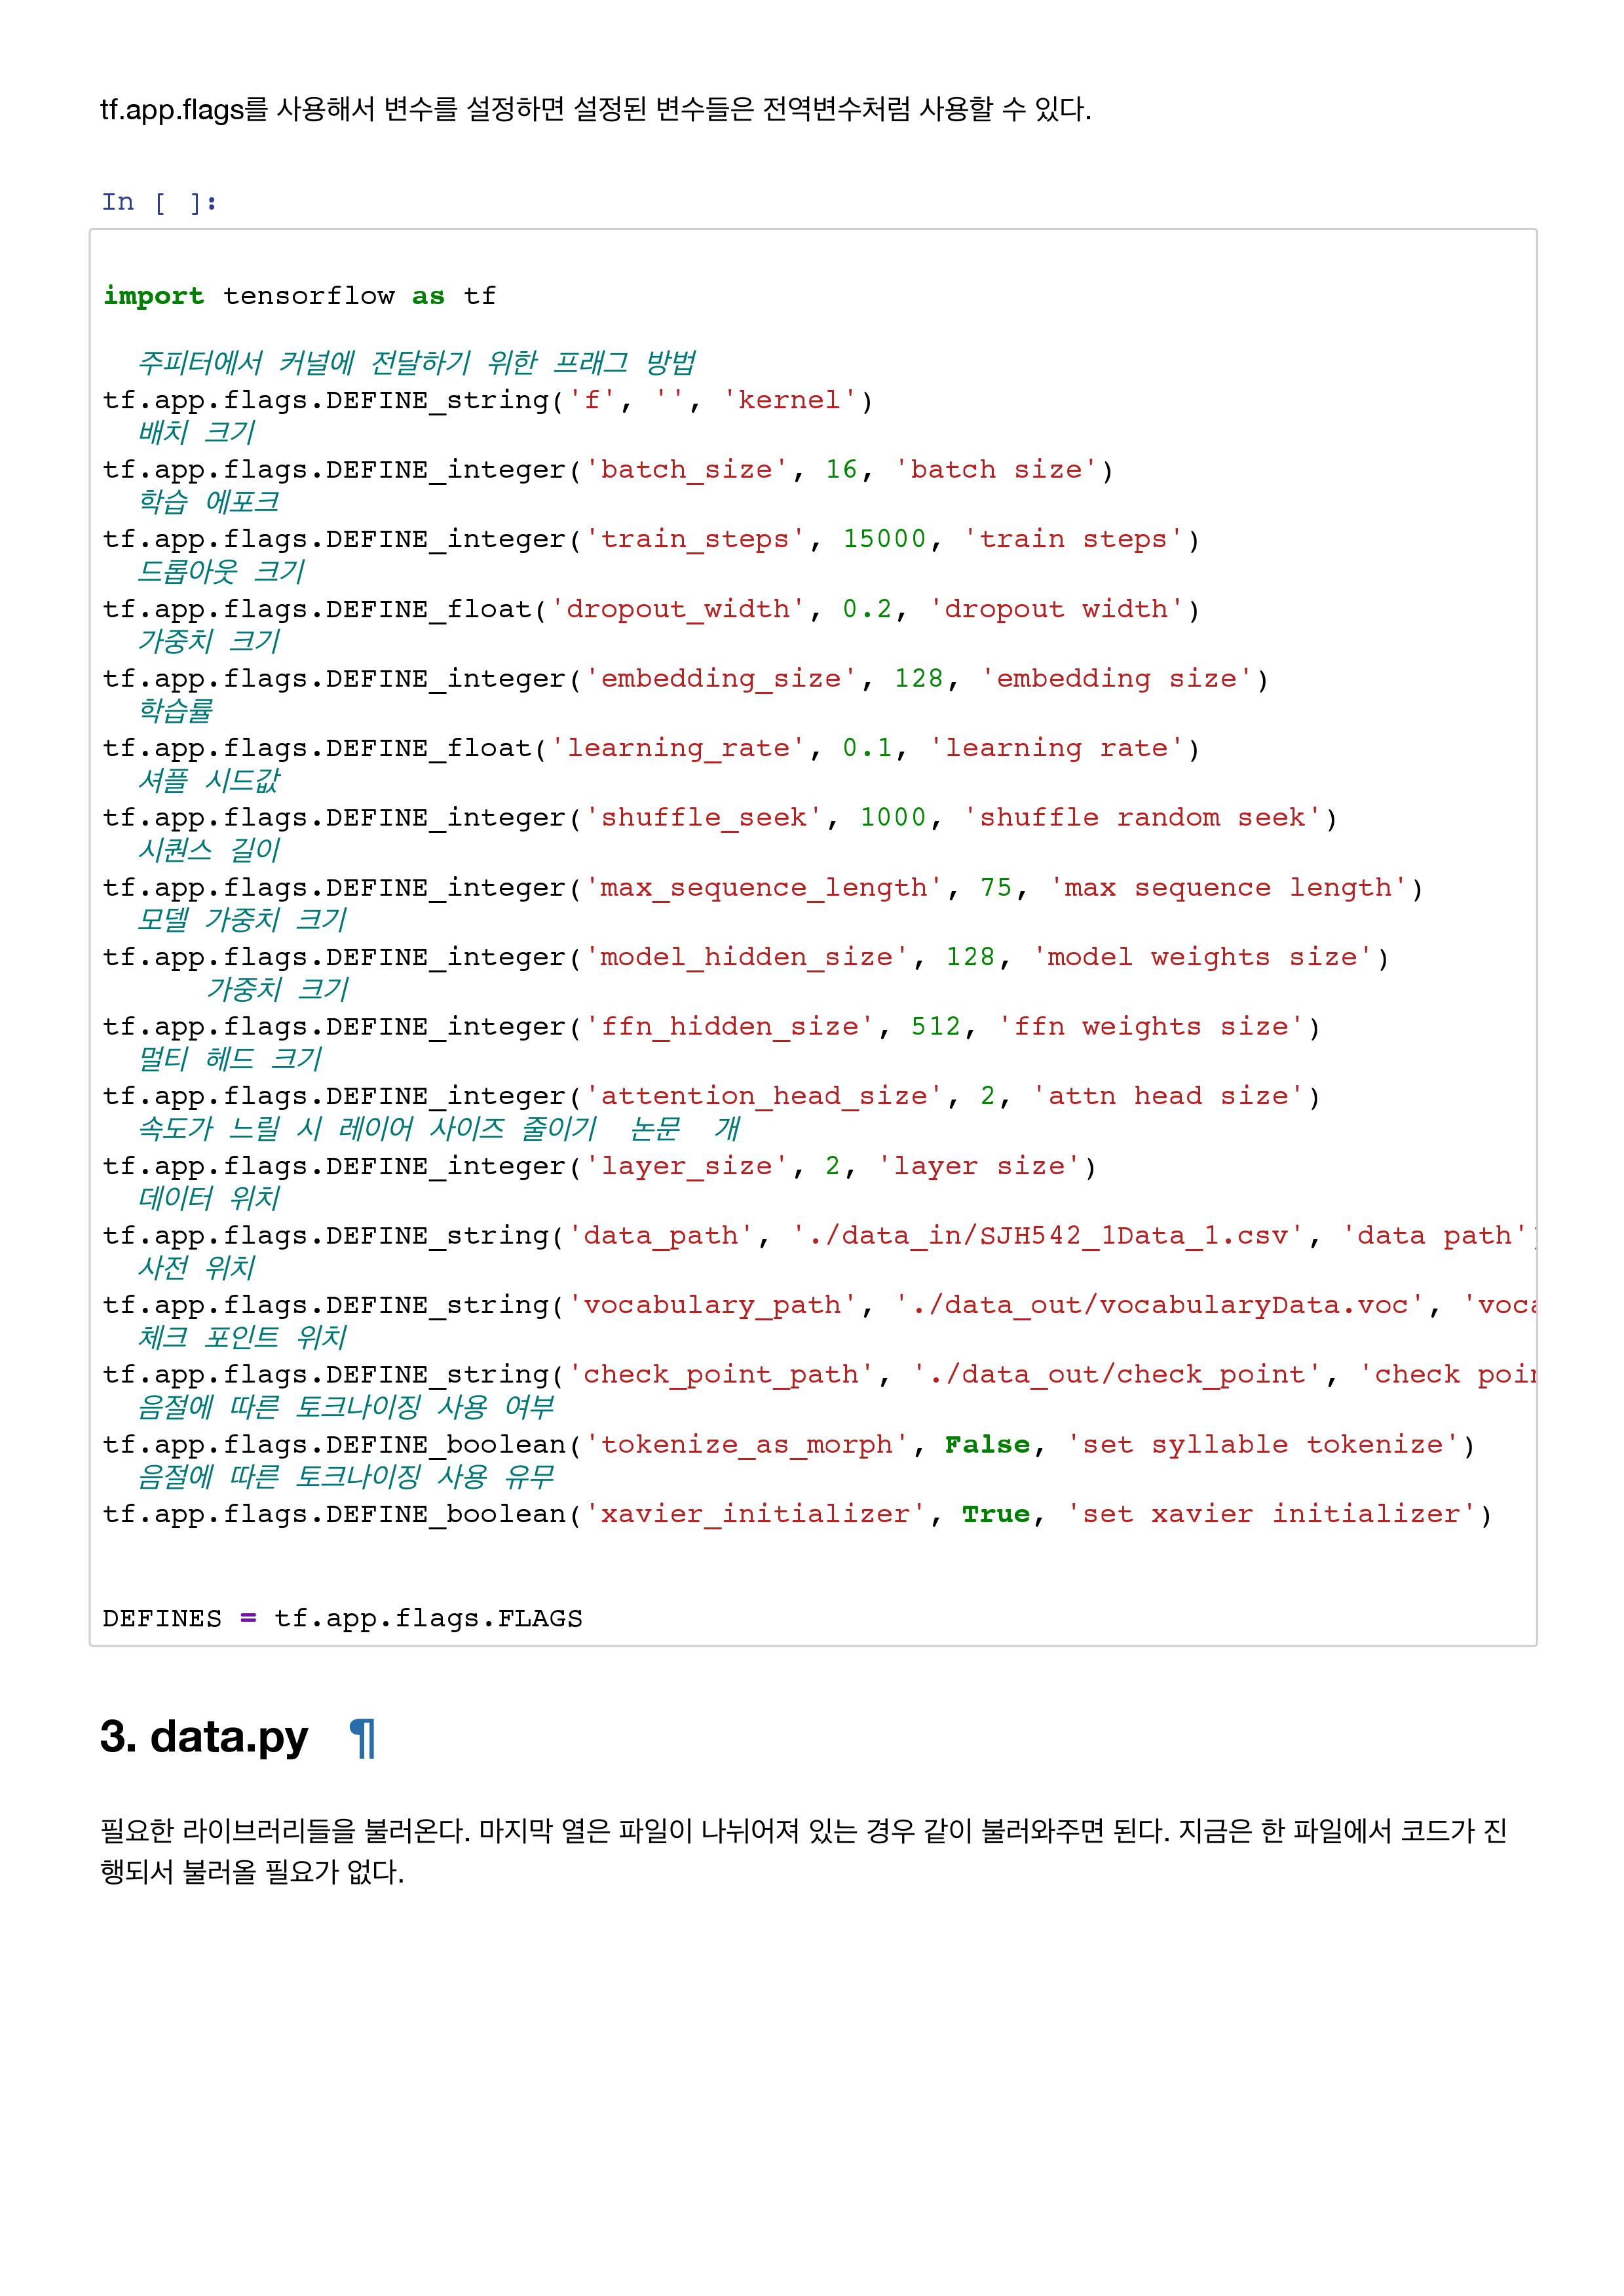 tf.app.flags를 사용해서 변수를 설정하면 설정된 변수들은 전역변수처럼 사용할 수 있다.
In [ ]:
import tensorflow as tf
주피터에서 커널에 전달하기 위한 프래그 방법
tf.app.flags.DEFINE_string('f', '', 'kernel')
배치 크기
tf.app.flags.DEFINE_integer('batch_size', 16, 'batch size')
학습 에포크
tf.app.flags.DEFINE_integer('train_steps', 15000, 'train steps')
드롭아웃 크기
tf.app.flags.DEFINE_float('dropout_width', 0.2, 'dropout width')
가중치 크기
tf.app.flags.DEFINE_integer('embedding_size', 128, 'embedding size')
학습률
tf.app.flags.DEFINE_float('learning_rate', 0.1, 'learning rate')
셔플 시드값
tf.app.flags.DEFINE_integer('shuffle_seek', 1000, 'shuffle random seek')
시퀀스 길이
tf.app.flags.DEFINE_integer('max_sequence_length', 75, 'max sequence length')
모델 가중치 크기
tf.app.flags.DEFINE_integer('model_hidden_size', 128, 'model weights size')
가중치 크기
tf.app.flags.DEFINE_integer('ffn_hidden_size', 512, 'ffn weights size')
멀티 헤드 크기
tf.app.flags.DEFINE_integer('attention_head_size', 2, 'attn head size')
속도가 느릴 시 레이어 사이즈 줄이기 논문 개
tf.app.flags.DEFINE_integer('layer_size', 2, 'layer size')
데이터 위치
tf.app.flags.DEFINE_string('data_path', './data_in/SJH542_1Data_1.csv', 'data path')
사전 위치
tf.app.flags.DEFINE_string('vocabulary_path', './data_out/vocabularyData.voc', 'voca
체크 포인트 위치
tf.app.flags.DEFINE_string('check_point_path', './data_out/check_point', 'check poin
음절에 따른 토크나이징 사용 여부
tf.app.flags.DEFINE_boolean('tokenize_as_morph', False, 'set syllable tokenize')
음절에 따른 토크나이징 사용 유무
tf.app.flags.DEFINE_boolean('xavier_initializer', True, 'set xavier initializer')
DEFINES = tf.app.flags.FLAGS
3. data.py ¶
필요한 라이브러리들을 불러온다. 마지막 열은 파일이 나뉘어져 있는 경우 같이 불러와주면 된다. 지금은 한 파일에서 코드가 진
행되서 불러올 필요가 없다.